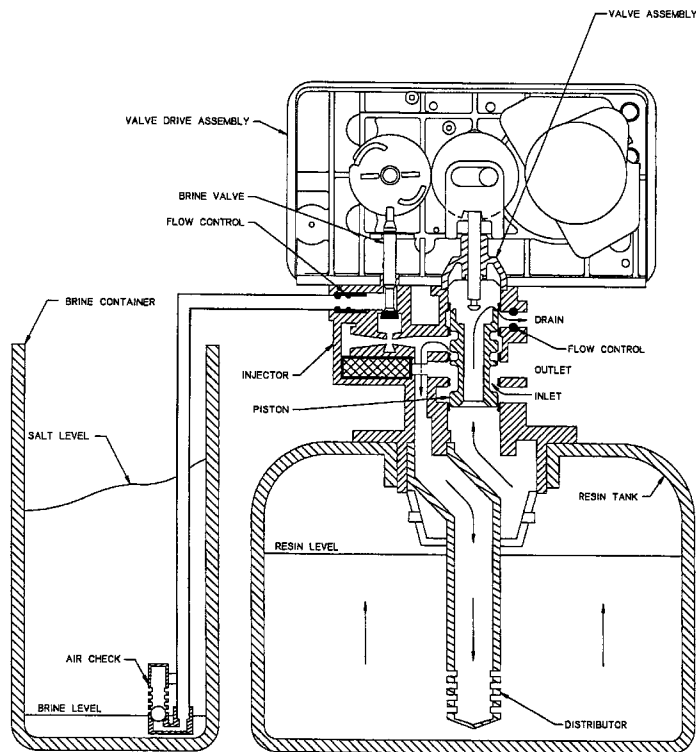 VALVE ASSEMBLY
VALVE DRIVE ASSEMBLY
BRINE VALVE
FLOW CONTROL
BRINE CONTAINER
DRAIN
FLOW CONTROL
INJECTOR
OUTLET
INLET
PISTON
SALT LEVEL
RESIN TANK
RESIN LEVEL
AIR CHECK
BRINE LEVEL
DISTRIBUTOR